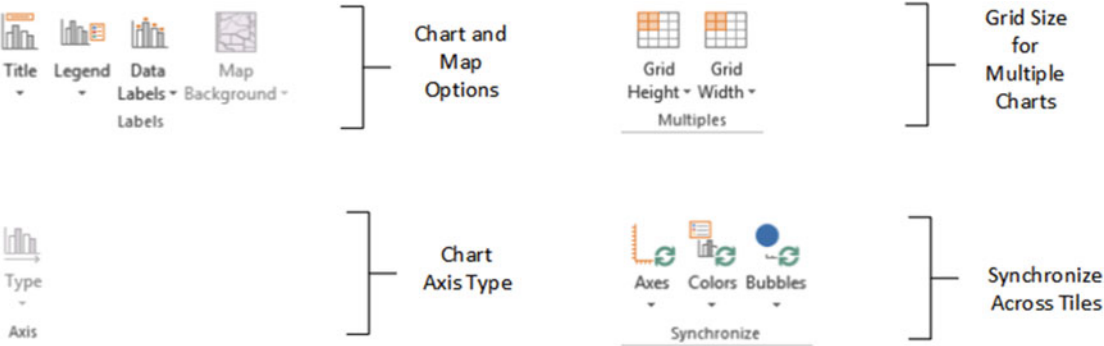 Title
Legend
Data
Labels
Map
Background
Labels
Chart and
Map
Options
Grid
Height
Grid
Width
Multiples
Grid Size
for
Multiple
Charts
Type
Axis
Chart
Axis Type
Axes
Colors
Bubbles
Synchronize
Synchronize
Across Tiles